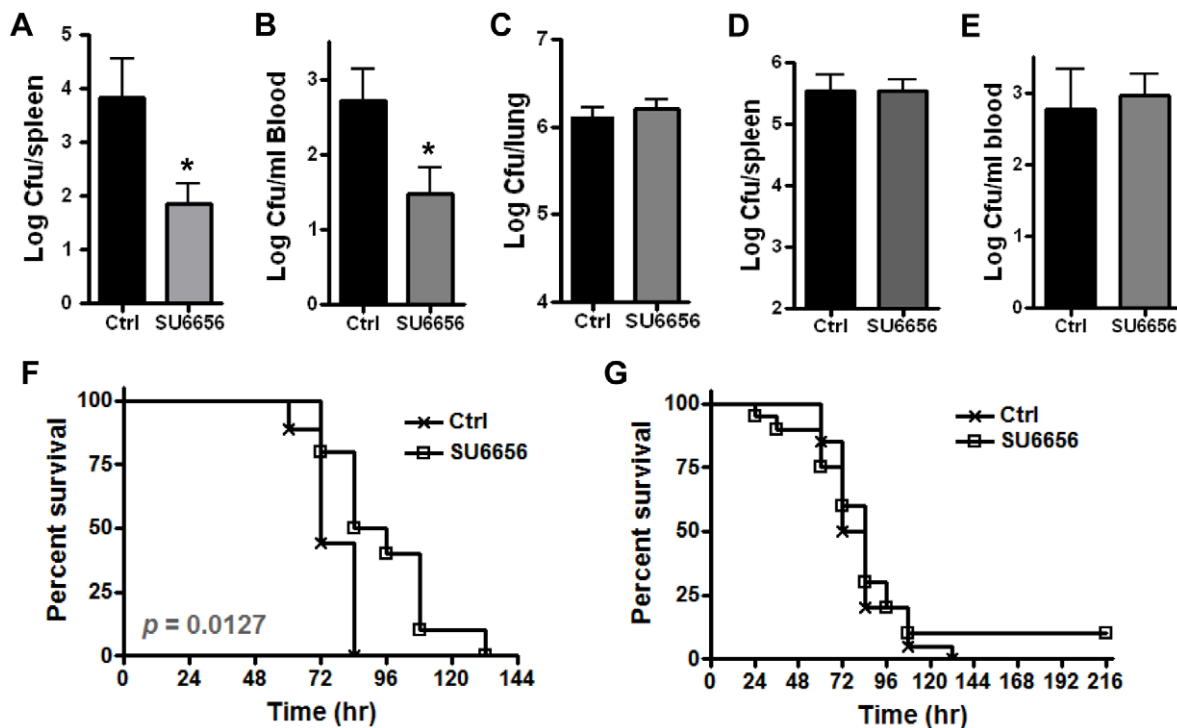 A
Log Cfu/spleen
5
4
3
2
1
0
*
Ctrl SU6656
B
Log Cfu/ml Blood
3
2
1
0
*
Ctrl SU6656
C
Log Cfu/lung
7
6
5
4
Ctrl SU6656
D
Log Cfu/spleen
6
5
4
3
2
Ctrl SU6656
E
Log Cfu/ml blood
3
2
1
0
Ctrl SU6656
F
Percent survival
100
75
50
25
0
Ctrl
SU6656
p = 0.0127
0 24 48 72 96 120 144
Time (hr)
G
Percent survival
100
75
50
25
0
Ctrl
SU6656
0 24 48 72 96 120 144 168 192 216
Time (hr)